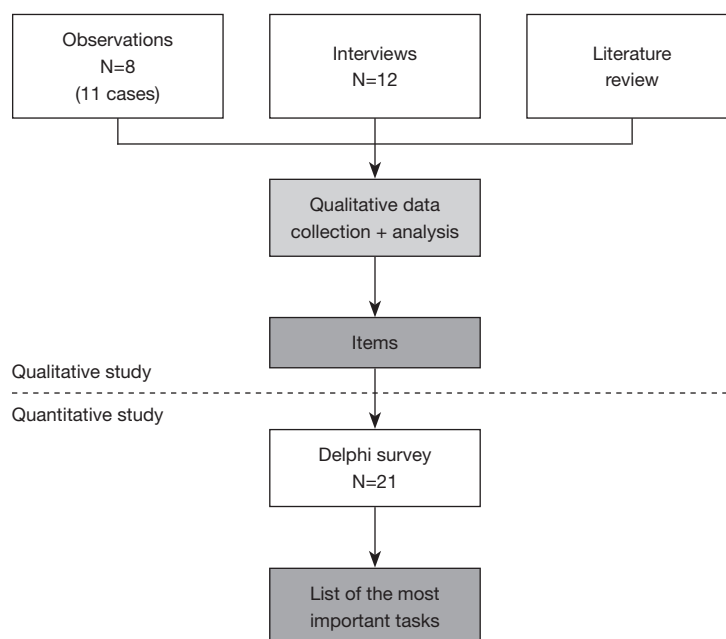 Observations
N=8
(11 cases)
Interviews
N=12
Literature
review
Qualitative data
collection + analysis
Items
Qualitative study
Quantitative study
Delphi survey
N=21
List of the most
important tasks